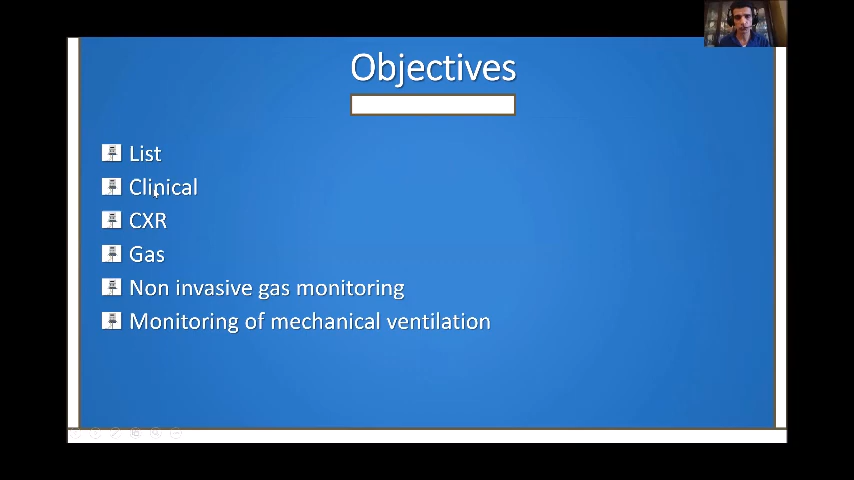 Objectives
List
Clinical
CXR
Gas
Non invasive gas monitoring
Monitoring of mechanical ventilation